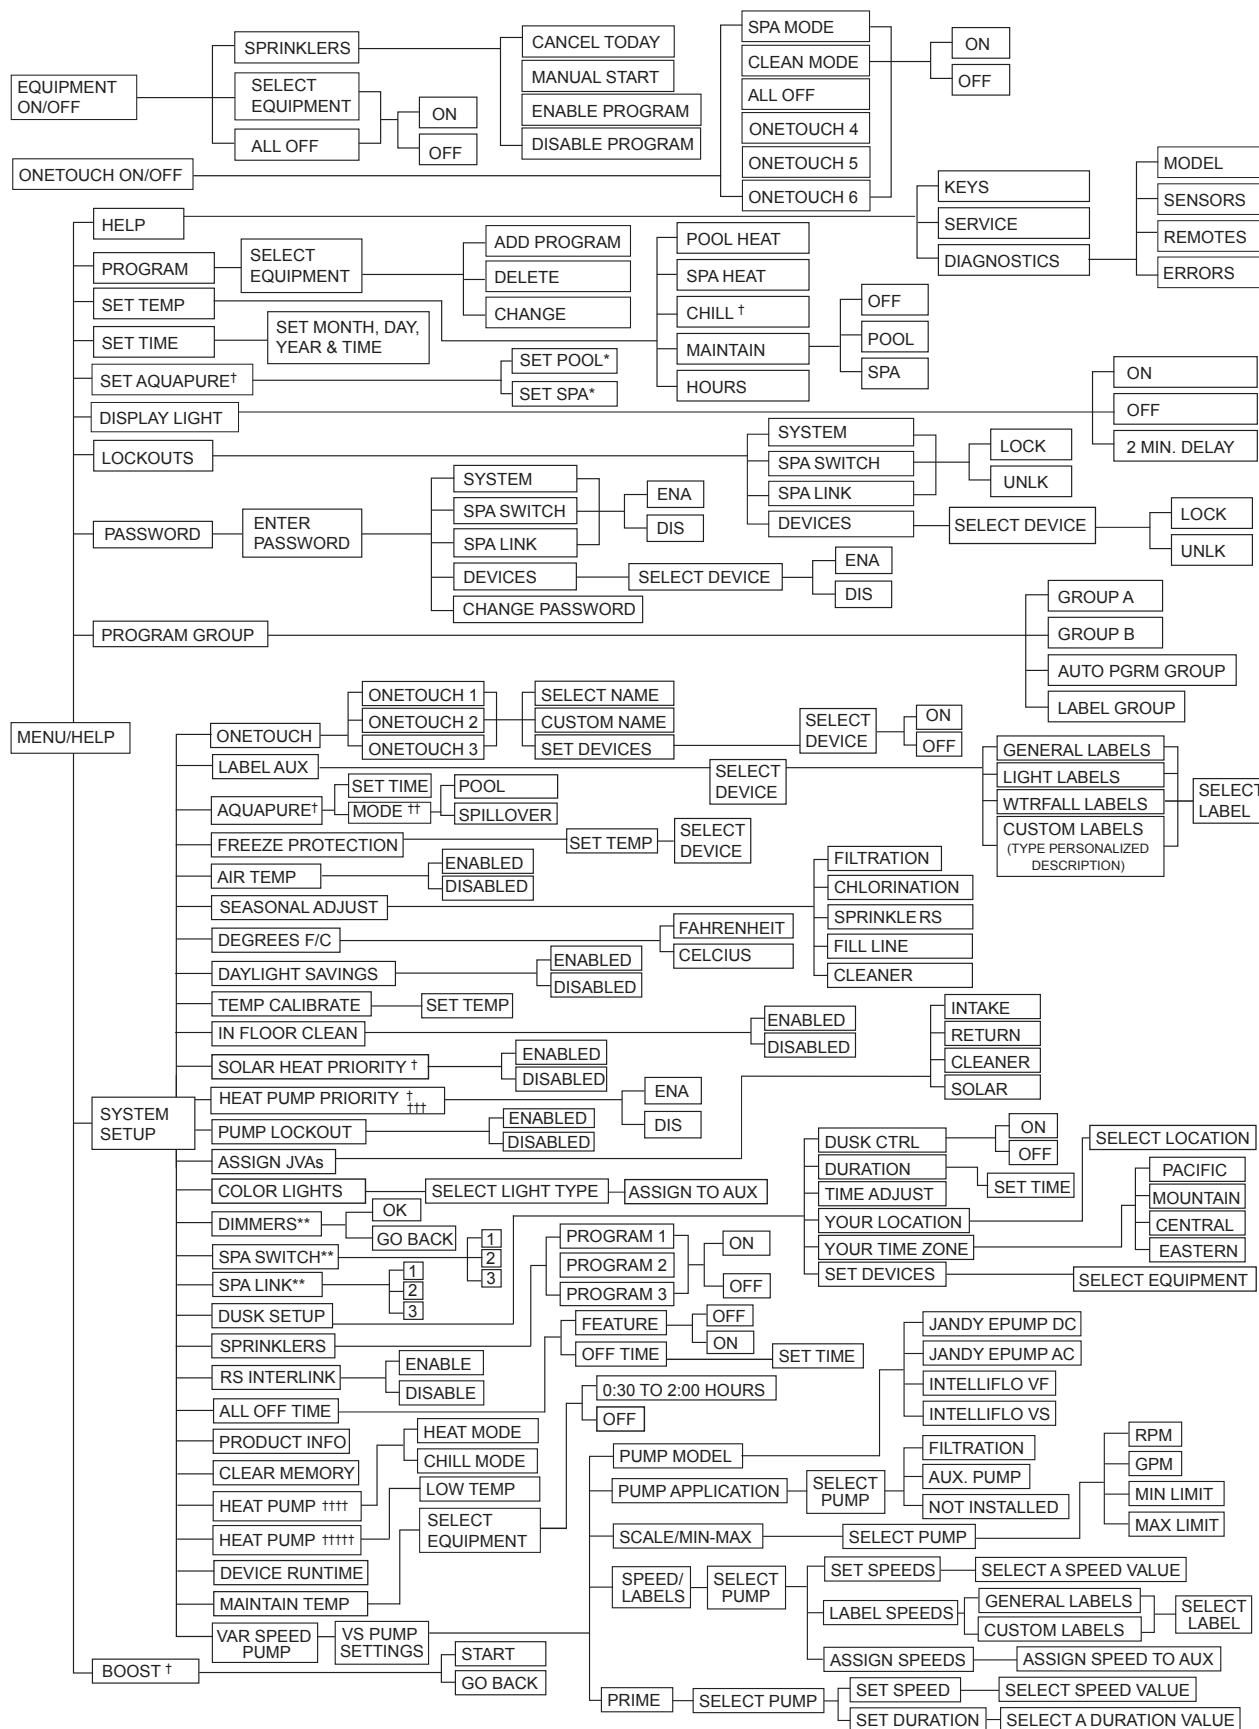 EQUIPMENT
ON/OFF
SPRINKLERS
SELECT
EQUIPMENT
ALL OFF
ON
OFF
CANCEL TODAY
MANUAL START
ENABLE PROGRAM
DISABLE PROGRAM
ONETOUCH ON/OFF
SPA MODE
CLEAN MODE
ALL OFF
ONETOUCH 4
ONETOUCH 5
ONETOUCH 6
ON
OFF
MENU/HELP
HELP
KEYS
SERVICE
DIAGNOSTICS
MODEL
SENSORS
REMOTES
ERRORS
PROGRAM
SELECT
EQUIPMENT
ADD PROGRAM
DELETE
CHANGE
SET TEMP
POOL HEAT
SPA HEAT
CHILL †
MAINTAIN
HOURS
OFF
POOL
SPA
SET TIME
SET MONTH, DAY,
YEAR & TIME
SET AQUAPURE†
SET POOL*
SET SPA*
DISPLAY LIGHT
ON
OFF
2 MIN. DELAY
LOCKOUTS
SYSTEM
SPA SWITCH
SPA LINK
DEVICES
LOCK
UNLK
SELECT DEVICE
LOCK
UNLK
PASSWORD
ENTER
PASSWORD
SYSTEM
SPA SWITCH
SPA LINK
DEVICES
CHANGE PASSWORD
ENA
DIS
SELECT DEVICE
ENA
DIS
PROGRAM GROUP
GROUP A
GROUP B
AUTO PGRM GROUP
LABEL GROUP
SYSTEM
SETUP
ONETOUCH
ONETOUCH 1
ONETOUCH 2
ONETOUCH 3
SELECT NAME
CUSTOM NAME
SET DEVICES
SELECT
DEVICE
ON
OFF
LABEL AUX
SELECT
DEVICE
GENERAL LABELS
LIGHT LABELS
WTRFALL LABELS
CUSTOM LABELS
(TYPE PERSONALIZED
DESCRIPTION)
SELECT
LABEL
AQUAPURE†
SET TIME
MODE ††
POOL
SPILLOVER
FREEZE PROTECTION
SET TEMP
SELECT
DEVICE
AIR TEMP
ENABLED
DISABLED
SEASONAL ADJUST
FILTRATION
CHLORINATION
SPRINKLERS
FILL LINE
CLEANER
DEGREES F/C
FAHRENHEIT
CELCIUS
DAYLIGHT SAVINGS
ENABLED
DISABLED
TEMP CALIBRATE
SET TEMP
IN FLOOR CLEAN
ENABLED
DISABLED
SOLAR HEAT PRIORITY †
ENABLED
DISABLED
HEAT PUMP PRIORITY †
†††
ENA
DIS
PUMP LOCKOUT
ENABLED
DISABLED
ASSIGN JVAs
INTAKE
RETURN
CLEANER
SOLAR
COLOR LIGHTS
SELECT LIGHT TYPE
ASSIGN TO AUX
DIMMERS**
OK
GO BACK
SPA SWITCH**
1
2
3
SPA LINK**
1
2
3
DUSK SETUP
DUSK CTRL
DURATION
TIME ADJUST
YOUR LOCATION
YOUR TIME ZONE
SET DEVICES
ON
OFF
SET TIME
SELECT LOCATION
PACIFIC
MOUNTAIN
CENTRAL
EASTERN
SELECT EQUIPMENT
SPRINKLERS
PROGRAM 1
PROGRAM 2
PROGRAM 3
ON
OFF
RS INTERLINK
ENABLE
DISABLE
ALL OFF TIME
FEATURE
OFF TIME
OFF
ON
SET TIME
PRODUCT INFO
CLEAR MEMORY
HEAT PUMP ††††
HEAT MODE
CHILL MODE
HEAT PUMP †††††
LOW TEMP
DEVICE RUNTIME
MAINTAIN TEMP
SELECT
EQUIPMENT
0:30 TO 2:00 HOURS
OFF
VAR SPEED
PUMP
VS PUMP
SETTINGS
PUMP MODEL
JANDY EPUMP DC
JANDY EPUMP AC
INTELLIFLO VF
INTELLIFLO VS
PUMP APPLICATION
SELECT
PUMP
FILTRATION
AUX. PUMP
NOT INSTALLED
SCALE/MIN-MAX
SELECT PUMP
RPM
GPM
MIN LIMIT
MAX LIMIT
SPEED/
LABELS
SELECT
PUMP
SET SPEEDS
SELECT A SPEED VALUE
LABEL SPEEDS
GENERAL LABELS
CUSTOM LABELS
SELECT
LABEL
ASSIGN SPEEDS
ASSIGN SPEED TO AUX
PRIME
SELECT PUMP
SET SPEED
SELECT SPEED VALUE
SET DURATION
SELECT A DURATION VALUE
BOOST †
START
GO BACK